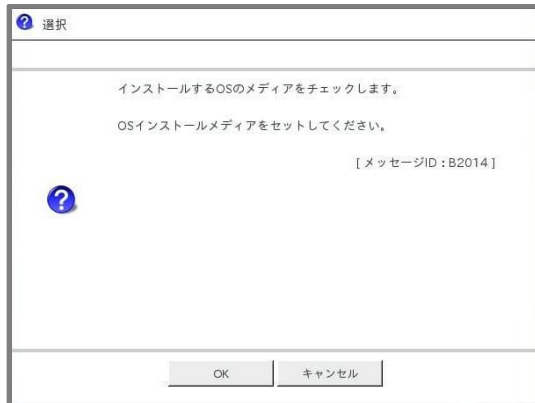 選択
インストールするOSのメディアをチェックします。
OSインストールメディアをセットしてください。
[ メッセージID : B2014 ]
OK
キャンセル